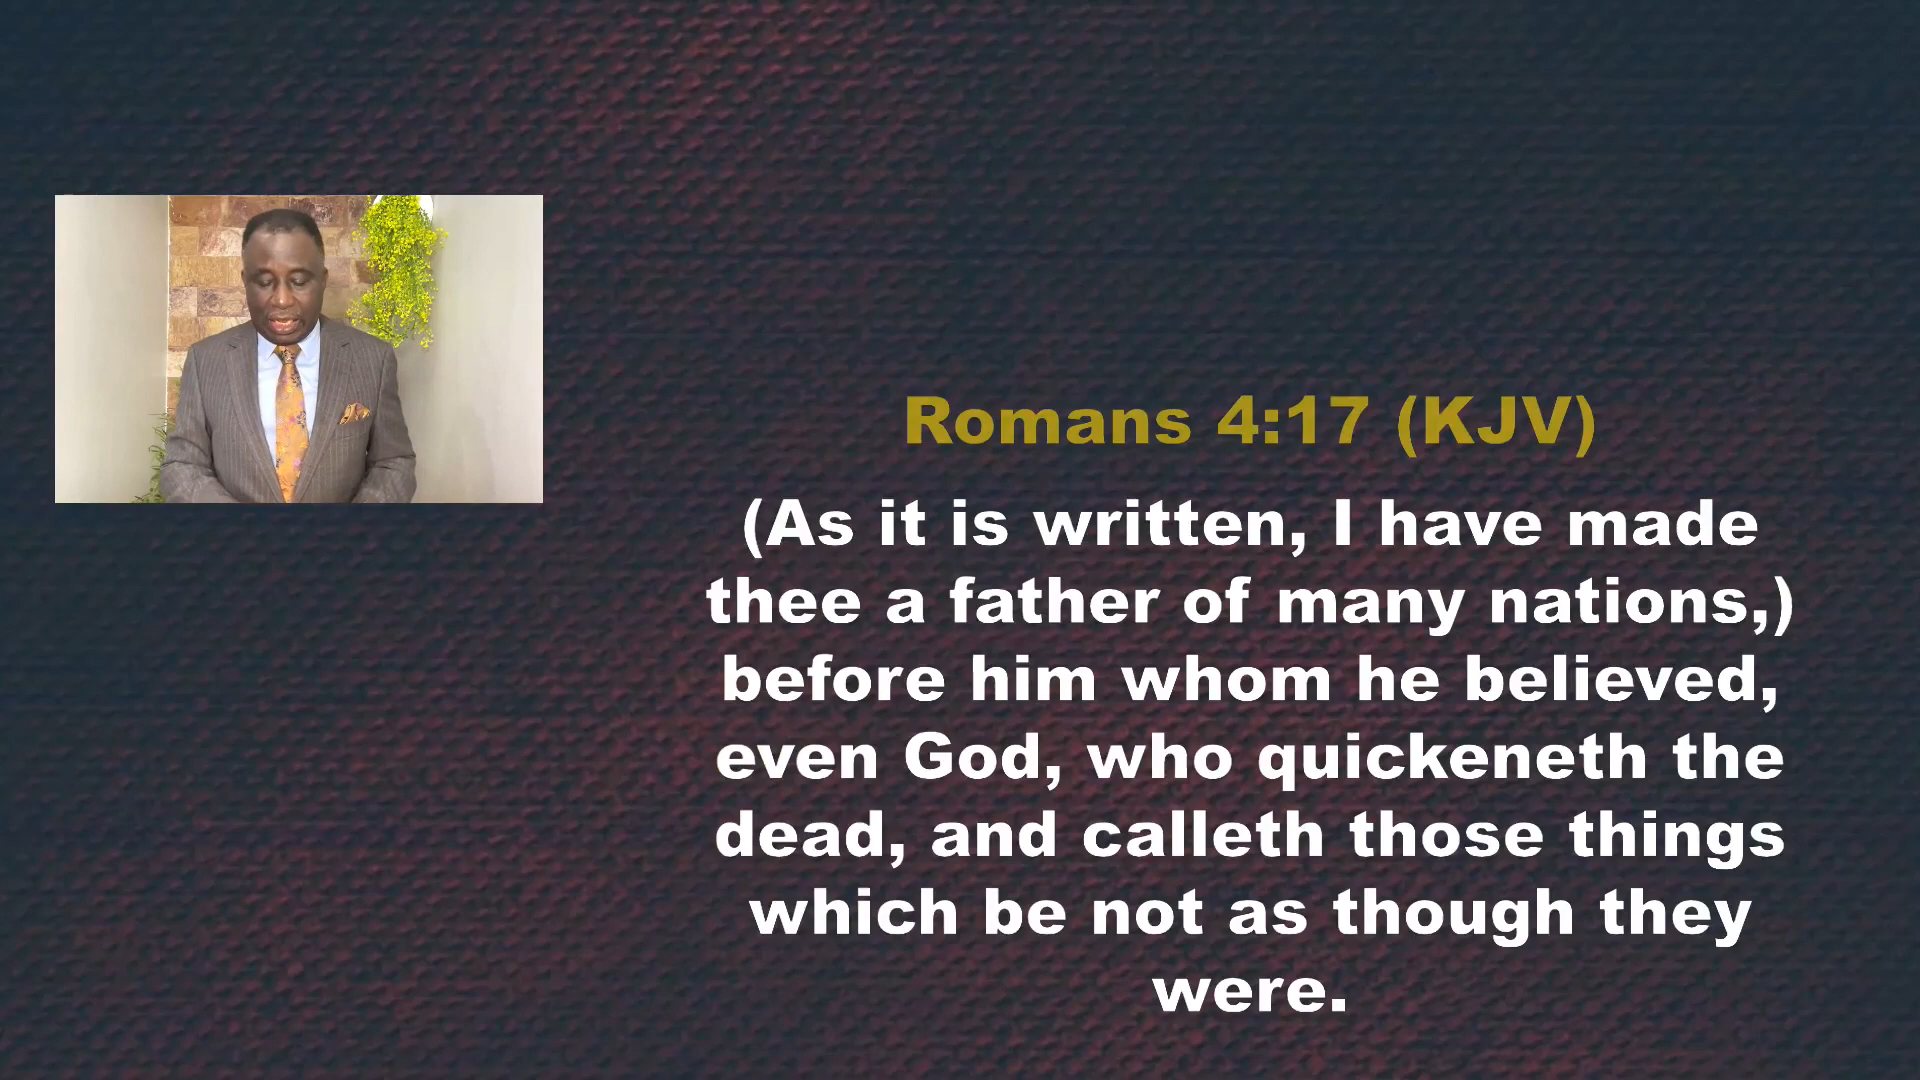 Romans 4:17 (KJV)
(As it is written, I have made
thee a father of many nations,)
before him whom he believed,
even God, who quickeneth the
dead, and calleth those things
which be not as though they
were.